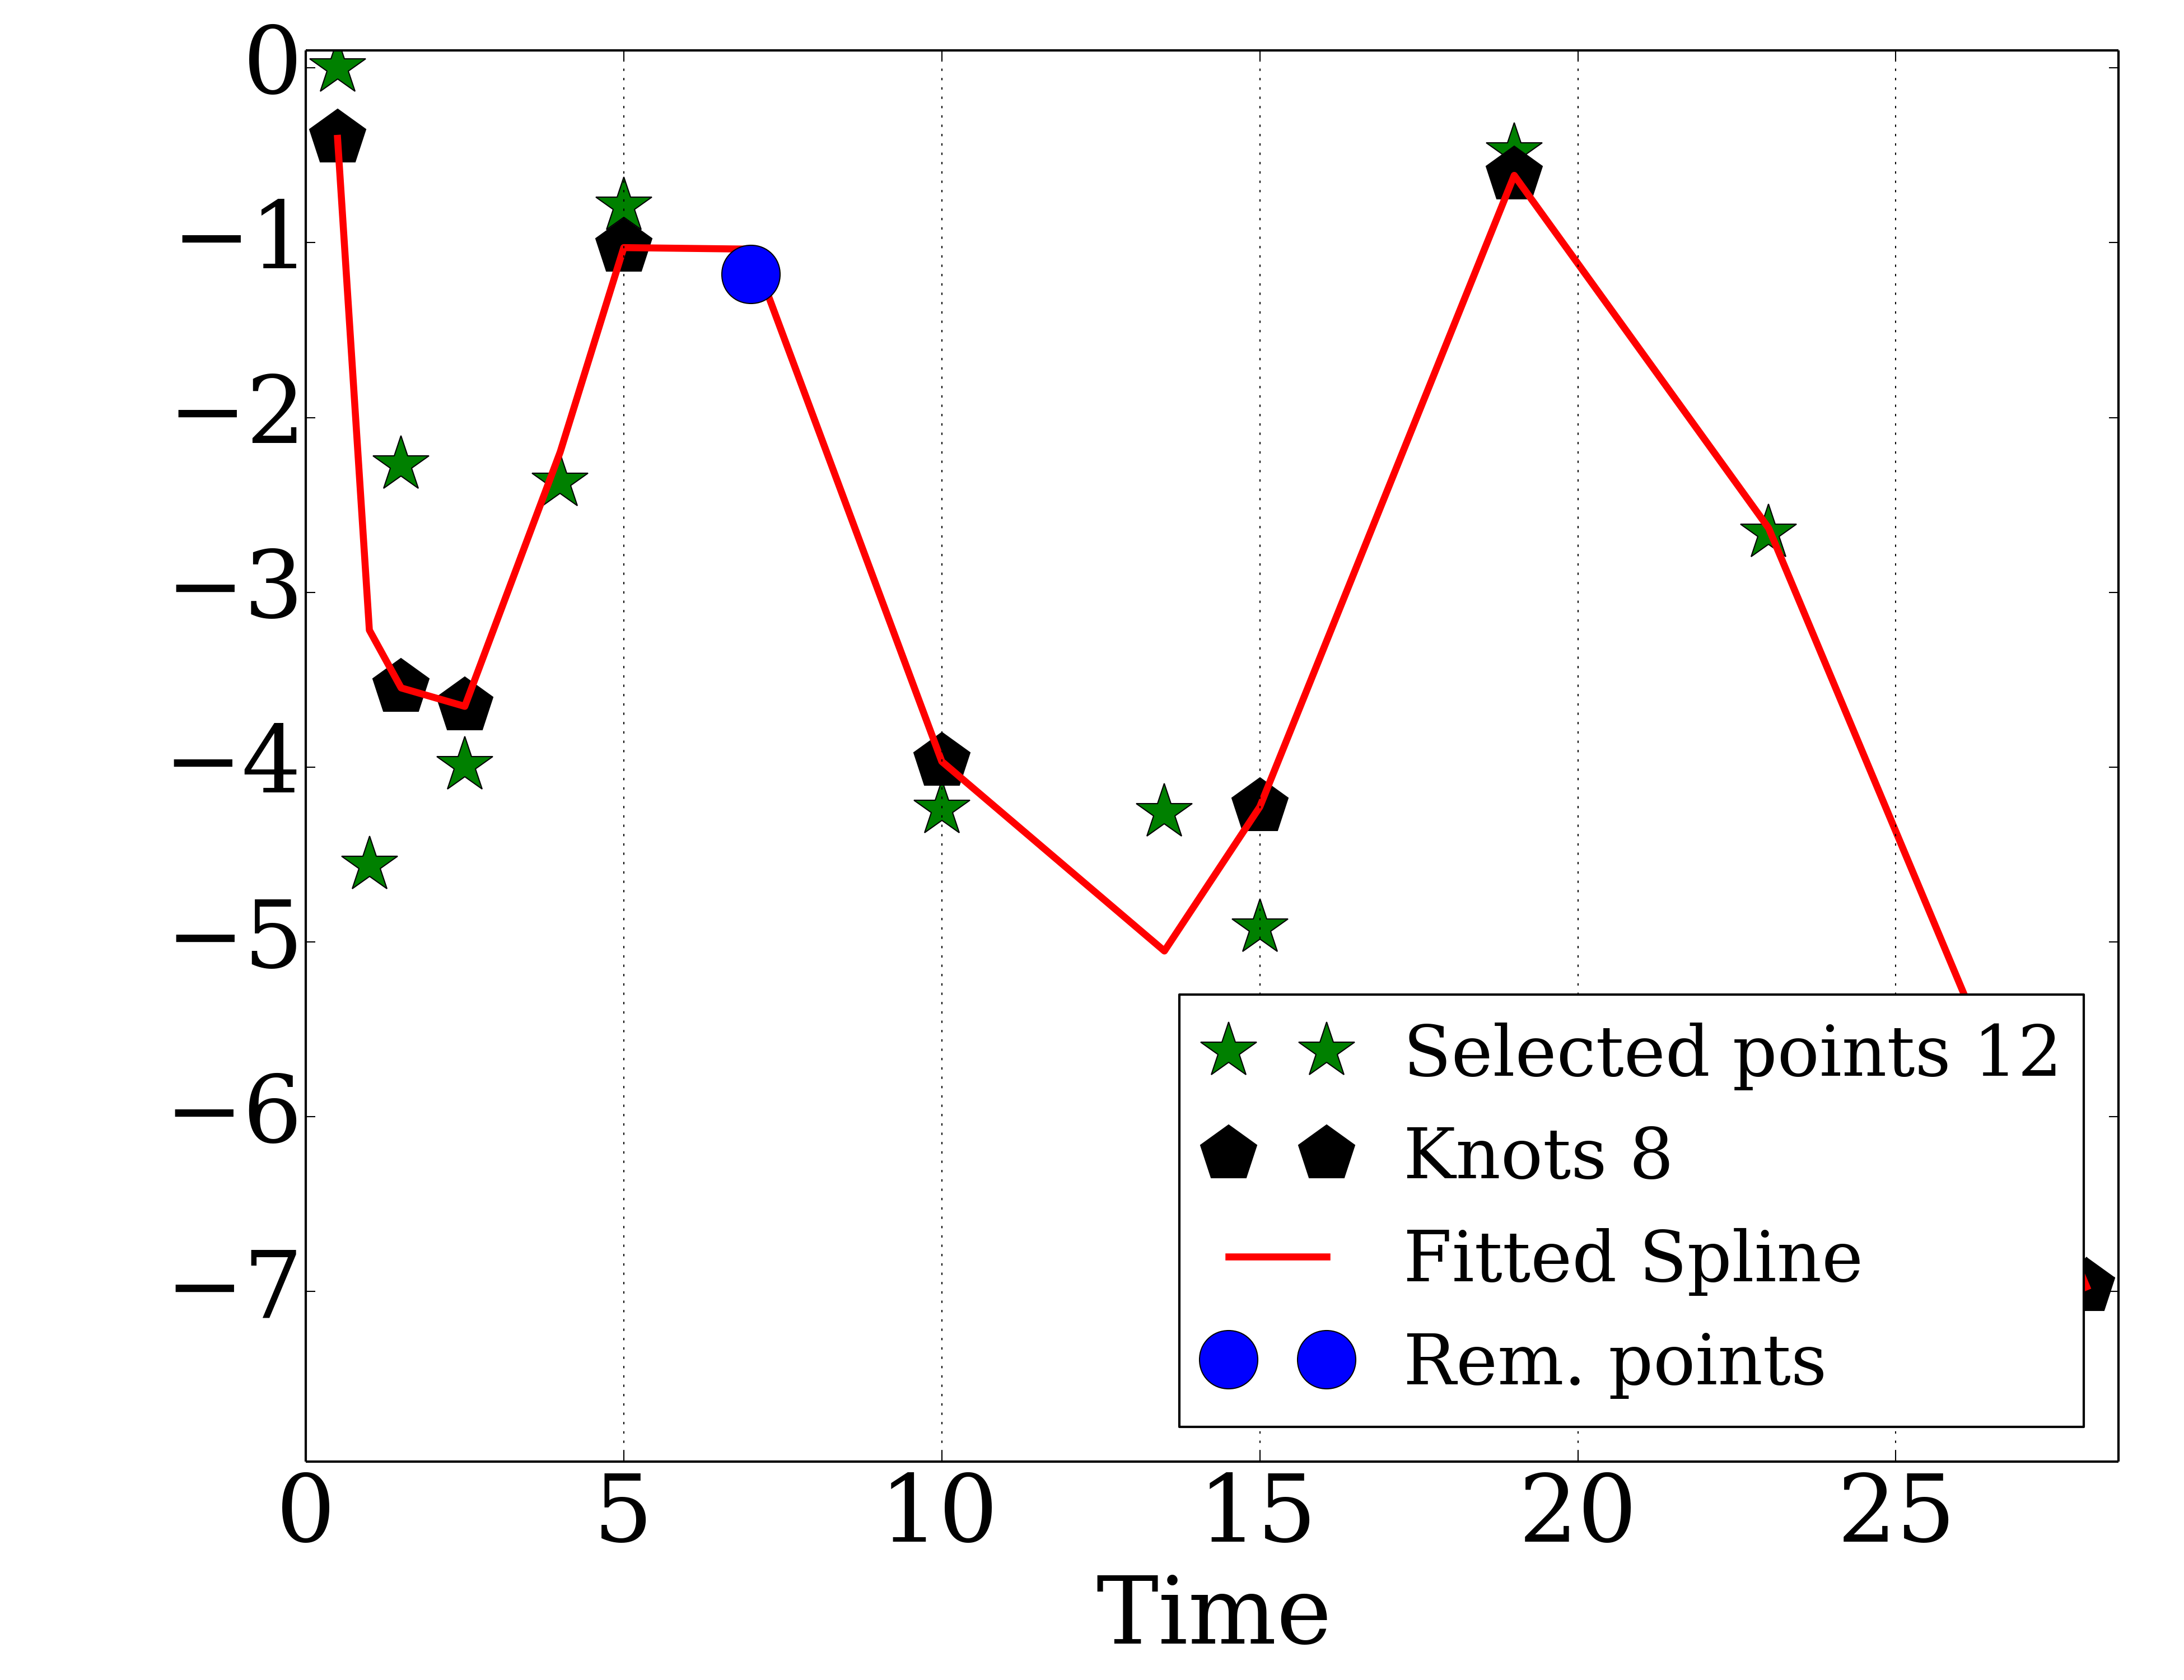 0
−1
−2
−3
−4
−5
−6
−7
Selected points 12
Knots 8
Fitted Spline
Rem. points
0 5 10 15 20 25
Time